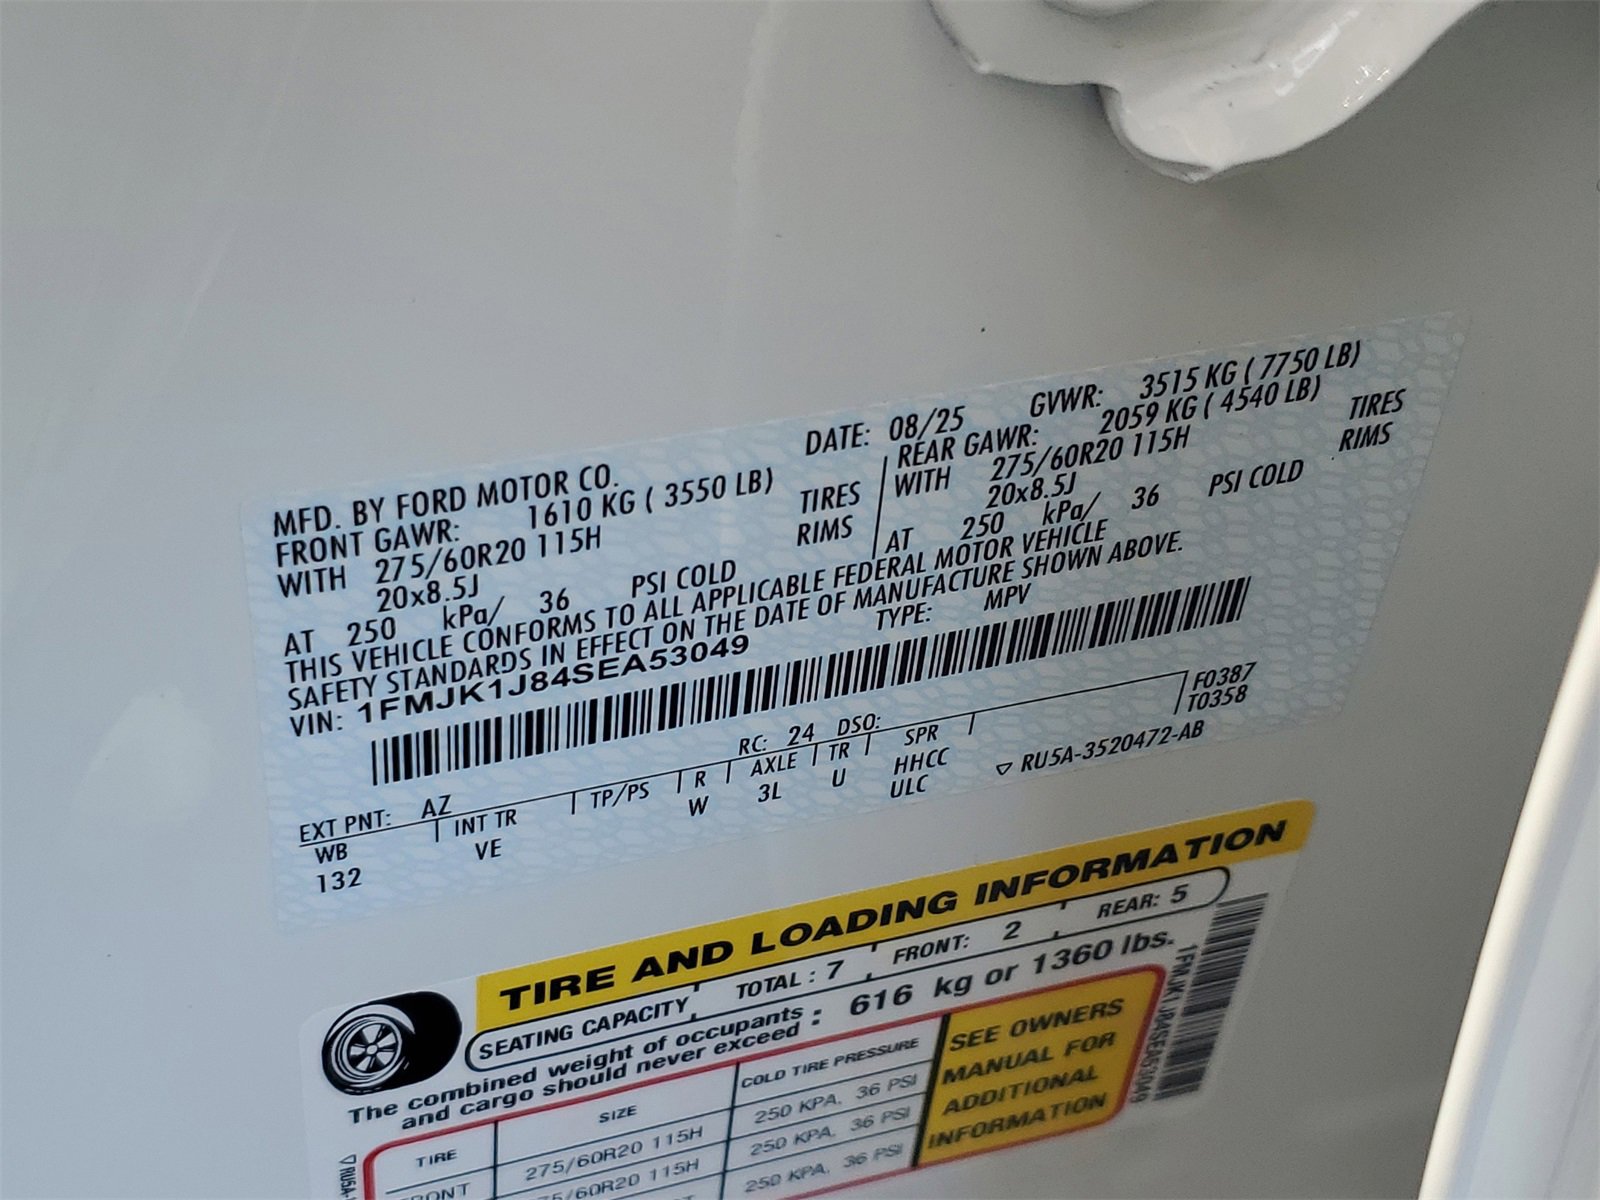 MFD. BY FORD MOTOR CO.
DATE: 08/25 GVWR: 3515 KG ( 7750 LB)
FRONT GAWR: 1610 KG ( 3550 LB)
WITH 275/60R20 115H TIRES
20x8.5J RIMS
AT 250 kPa/ 36 PSI COLD
REAR GAWR: 2059 KG ( 4540 LB)
WITH 275/60R20 115H TIRES
20x8.5J RIMS
AT 250 kPa/ 36 PSI COLD
THIS VEHICLE CONFORMS TO ALL APPLICABLE FEDERAL MOTOR VEHICLE
SAFETY STANDARDS IN EFFECT ON THE DATE OF MANUFACTURE SHOWN ABOVE.
VIN: 1FMJK1J84SEA53049 TYPE: MPV
F0387
T0358
EXT PNT: AZ RC: 24 DSO:
WB INT TR TP/PS R AXLE TR SPR
132 VE W 3L U HHCC
ULC
▽ RU5A-3520472-AB
TIRE AND LOADING INFORMATION
SEATING CAPACITY TOTAL : 7 FRONT: 2 REAR: 5
The combined weight of occupants
and cargo should never exceed : 616 kg or 1360 lbs.
TIRE SIZE COLD TIRE PRESSURE
275/60R20 115H 250 KPA, 36 PSI
/60R20 115H 250 KPA, 36 PSI
250 KPA, 36 PSI
SEE OWNERS
MANUAL FOR
ADDITIONAL
INFORMATION
1FMJK1J84SEA53049
▽ RU5A-